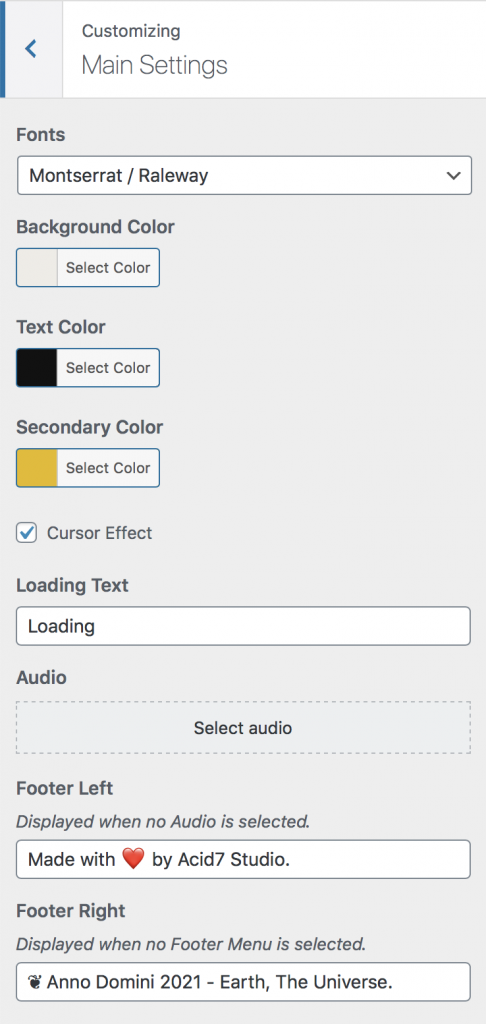 Customizing
Main Settings
Fonts
Montserrat / Raleway
Background Color
Select Color
Text Color
Select Color
Secondary Color
Select Color
Cursor Effect
Loading Text
Loading
Audio
Select audio
Footer Left
Displayed when no Audio is selected.
Made with ❤️ by Acid7 Studio.
Footer Right
Displayed when no Footer Menu is selected.
❦ Anno Domini 2021 - Earth, The Universe.